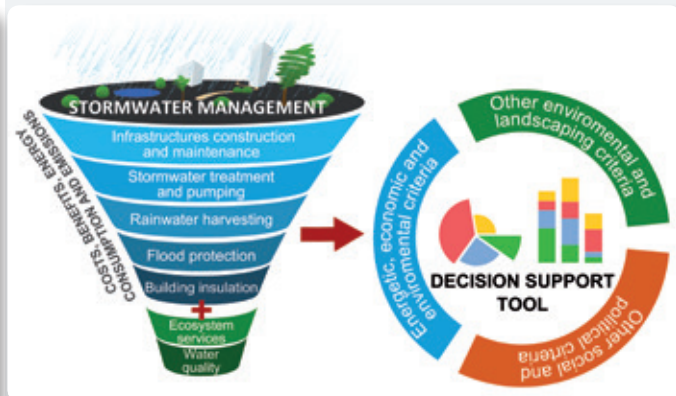 STORMWATER MANAGEMENT
COSTS, BENEFITS, ENERGY
CONSUMPTION AND EMISSIONS
Infrastructures construction
and maintenance
Stormwater treatment
and pumping
Rainwater harvesting
Flood protection
Building insulation
+
Ecosystem
services
Water
quality
Energetic, economic and
enviromental criteria
Other enviromental and
landscaping criteria
DECISION SUPPORT
TOOL
Other social and
political cirteria